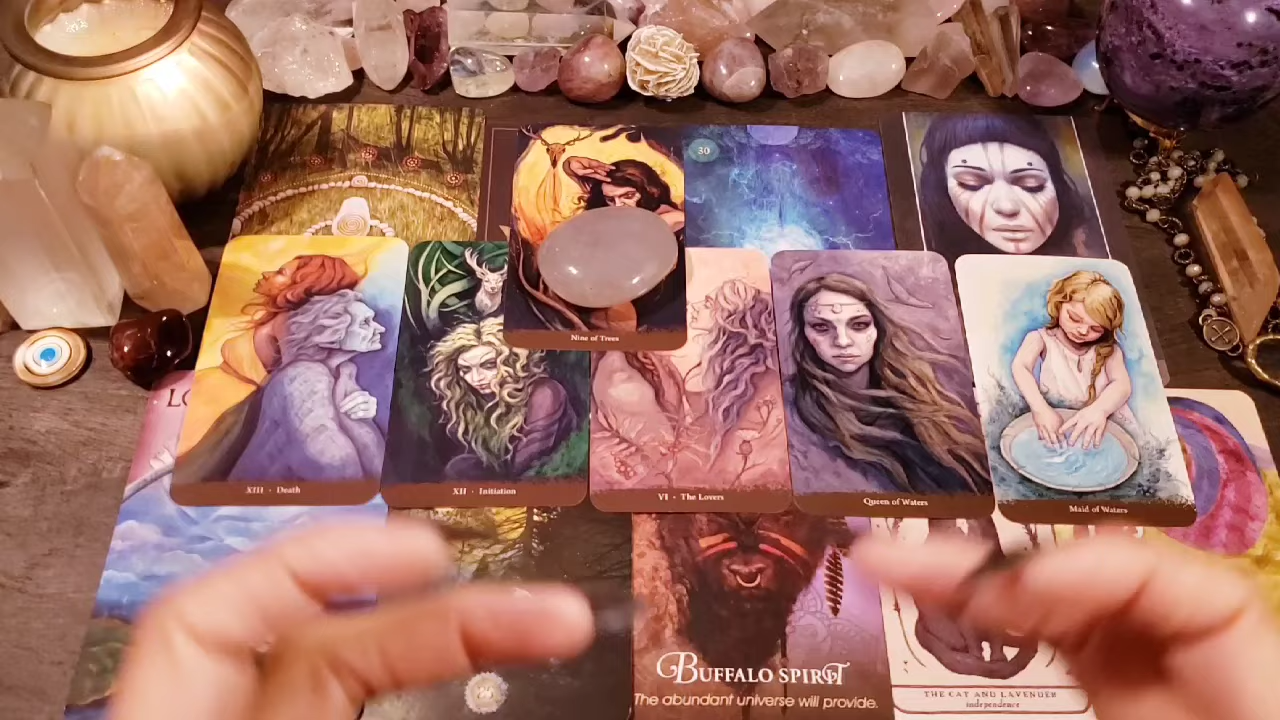 30
Nine of Trees
XIII · Death
XII · Initiation
VI · The Lovers
Queen of Waters
Maid of Waters
BUFFALO SPIRIT
The abundant universe will provide.
THE CAT AND LAVENDER
independence